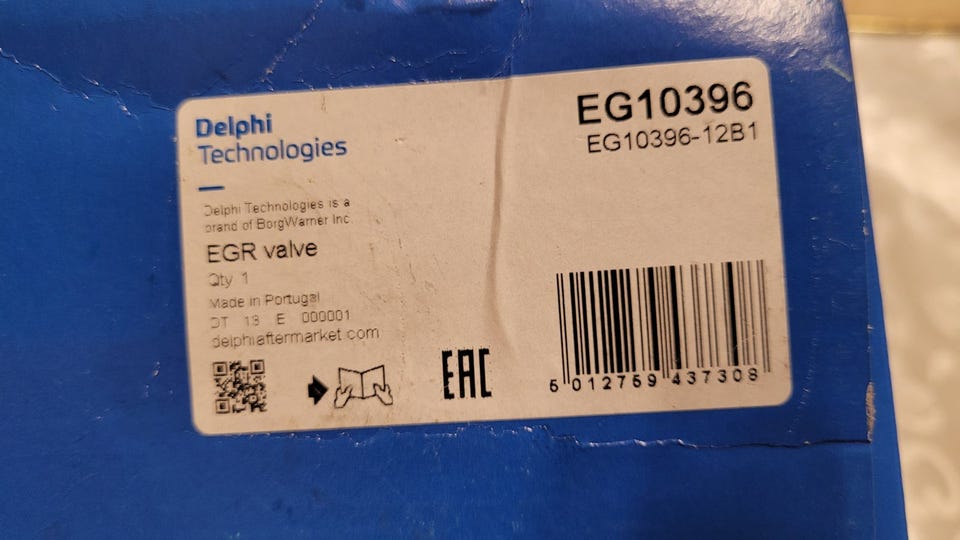 Delphi
Technologies
EG10396
EG10396-12B1
Delphi Technologies is a
brand of BorgWarner Inc
EGR valve
Qty 1
Made in Portugal
DT 13 E 000001
delphiaftermarket com
EAC
5 012759 437308